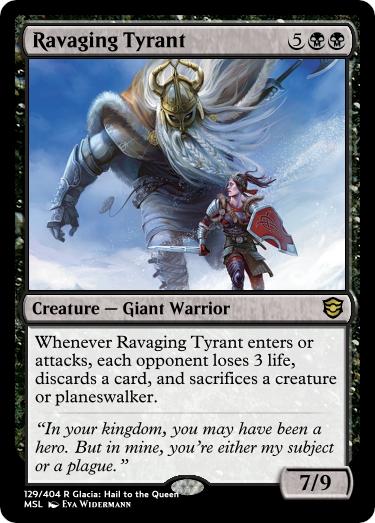 Ravaging Tyrant 5
Creature — Giant Warrior
Whenever Ravaging Tyrant enters or
attacks, each opponent loses 3 life,
discards a card, and sacrifices a creature
or planeswalker.
“In your kingdom, you may have been a
hero. But in mine, you’re either my subject
or a plague.”
7/9
129/404 R Glacia: Hail to the Queen
MSL Eva Widermann